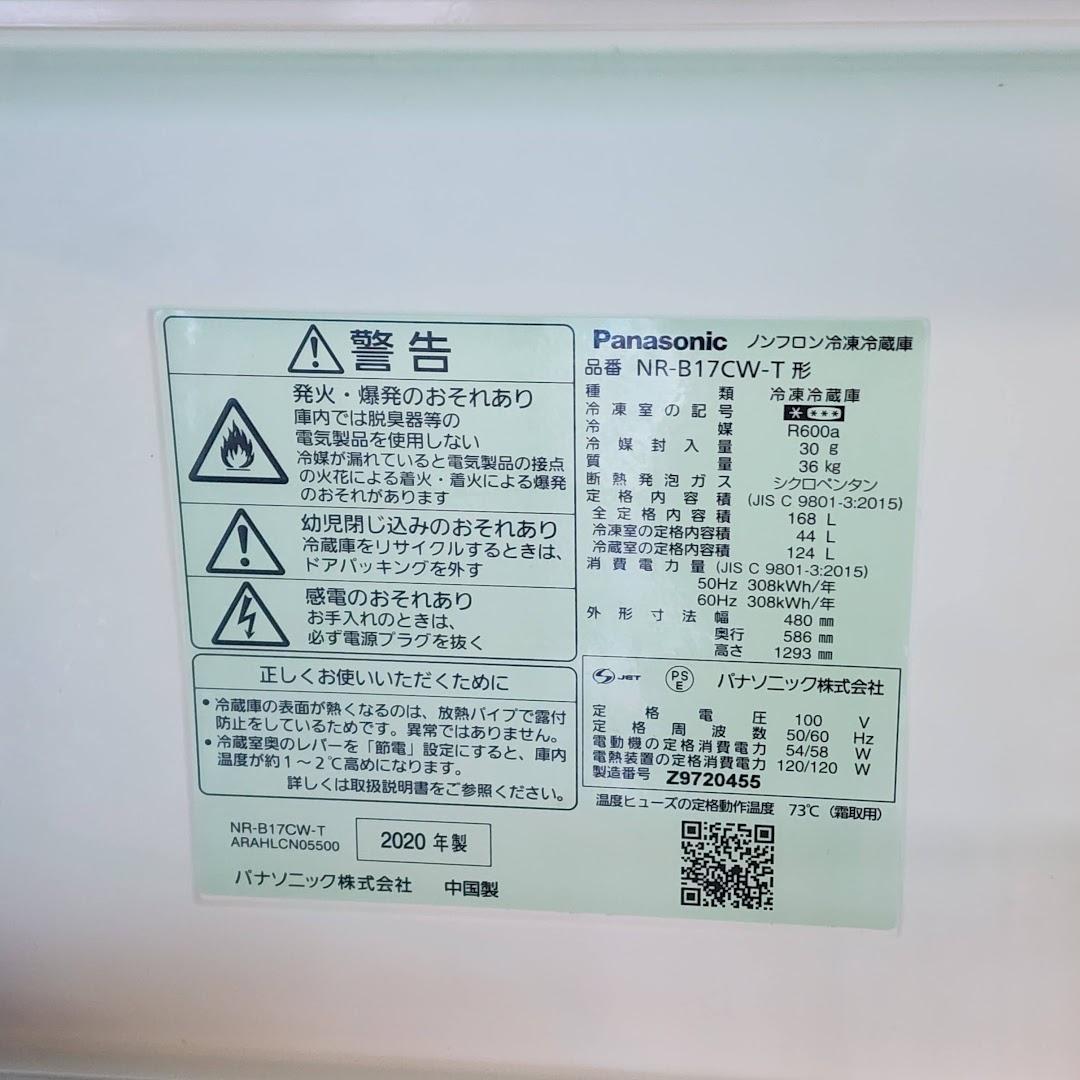 警告
発火・爆発のおそれあり
庫内では脱臭器等の
電気製品を使用しない
冷媒が漏れていると電気製品の接点
の火花による着火・着火による爆発
のおそれがあります
幼児閉じ込みのおそれあり
冷蔵庫をリサイクルするときは、
ドアパッキングを外す
感電のおそれあり
お手入れのときは、
必ず電源プラグを抜く
正しくお使いいただくために
•冷蔵庫の表面が熱くなるのは、放熱パイプで露付
防止をしているためです。異常ではありません。
•冷蔵室奥のレバーを「節電」設定にすると、庫内
温度が約1～2℃高めになります。
詳しくは取扱説明書をご参照ください。
NR-B17CW-T
ARAHLCN05500
2020 年製
パナソニック株式会社 中国製
Panasonic ノンフロン冷凍冷蔵庫
品番 NR-B17CW-T 形
種類 冷凍冷蔵庫
冷凍室の記号 * ***
冷媒 R600a
冷媒封入量 30 g
質量 36 kg
断熱発泡ガス シクロペンタン
定格内容積 (JIS C 9801-3:2015)
全定格内容積 168 L
冷凍室の定格内容積 44 L
冷蔵室の定格内容積 124 L
消費電力量 (JIS C 9801-3:2015)
50Hz 308kWh/年
60Hz 308kWh/年
外形寸法 幅 480 mm
奥行 586 mm
高さ 1293 mm
JET PS E パナソニック株式会社
定格電圧 100 V
定格周波数 50/60 Hz
電動機の定格消費電力 54/58 W
電熱装置の定格消費電力 120/120 W
製造番号 Z9720455
温度ヒューズの定格動作温度 73℃（霜取用）